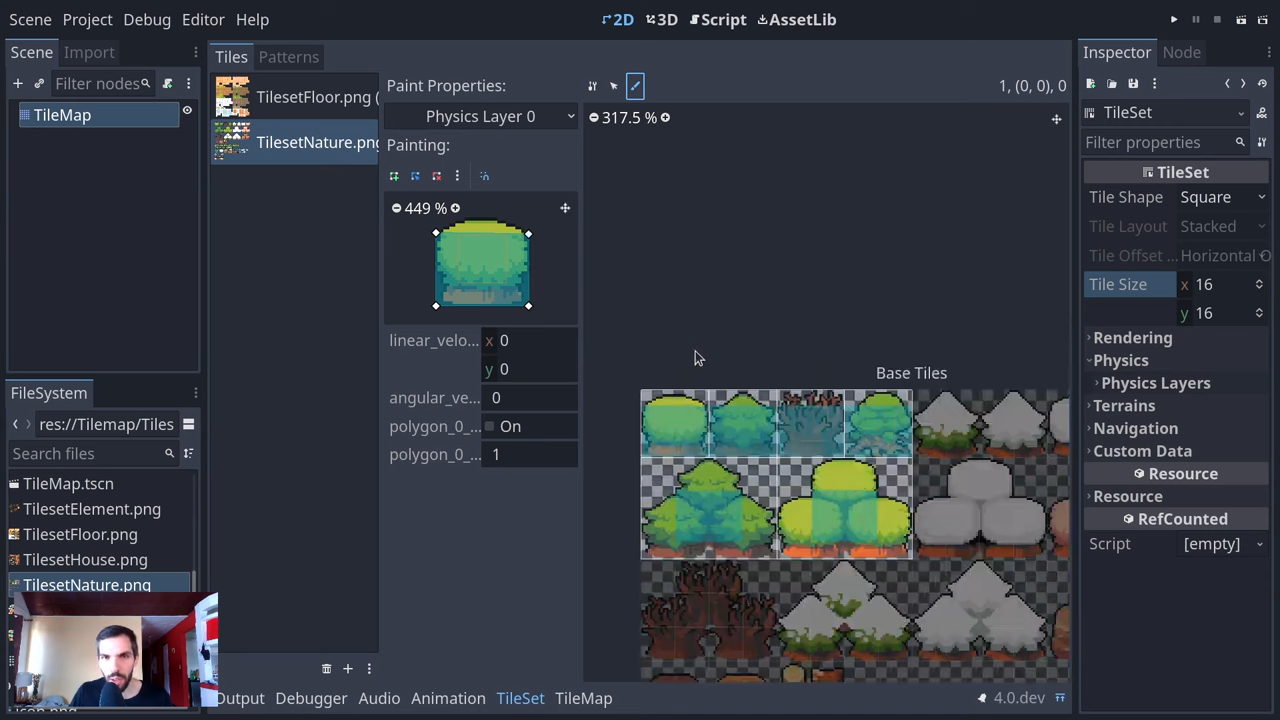 Scene Project Debug Editor Help
2D 3D Script AssetLib
Scene Import
Filter nodes
TileMap
FileSystem
res://Tilemap/Tiles
Search files
TileMap.tscn
TilesetElement.png
TilesetFloor.png
TilesetHouse.png
TilesetNature.png
Tiles Patterns
TilesetFloor.png (
TilesetNature.png
Paint Properties:
Physics Layer 0
Painting:
449 %
linear_velo... x 0
y 0
angular_ve... 0
polygon_0_... On
polygon_0_... 1
1, (0, 0), 0
317.5 %
Base Tiles
Output Debugger Audio Animation TileSet TileMap
4.0.dev
Inspector Node
TileSet
Filter properties
TileSet
Tile Shape Square
Tile Layout Stacked
Tile Offset ... Horizontal O
Tile Size x 16
y 16
Rendering
Physics
Physics Layers
Terrains
Navigation
Custom Data
Resource
Resource
RefCounted
Script [empty]